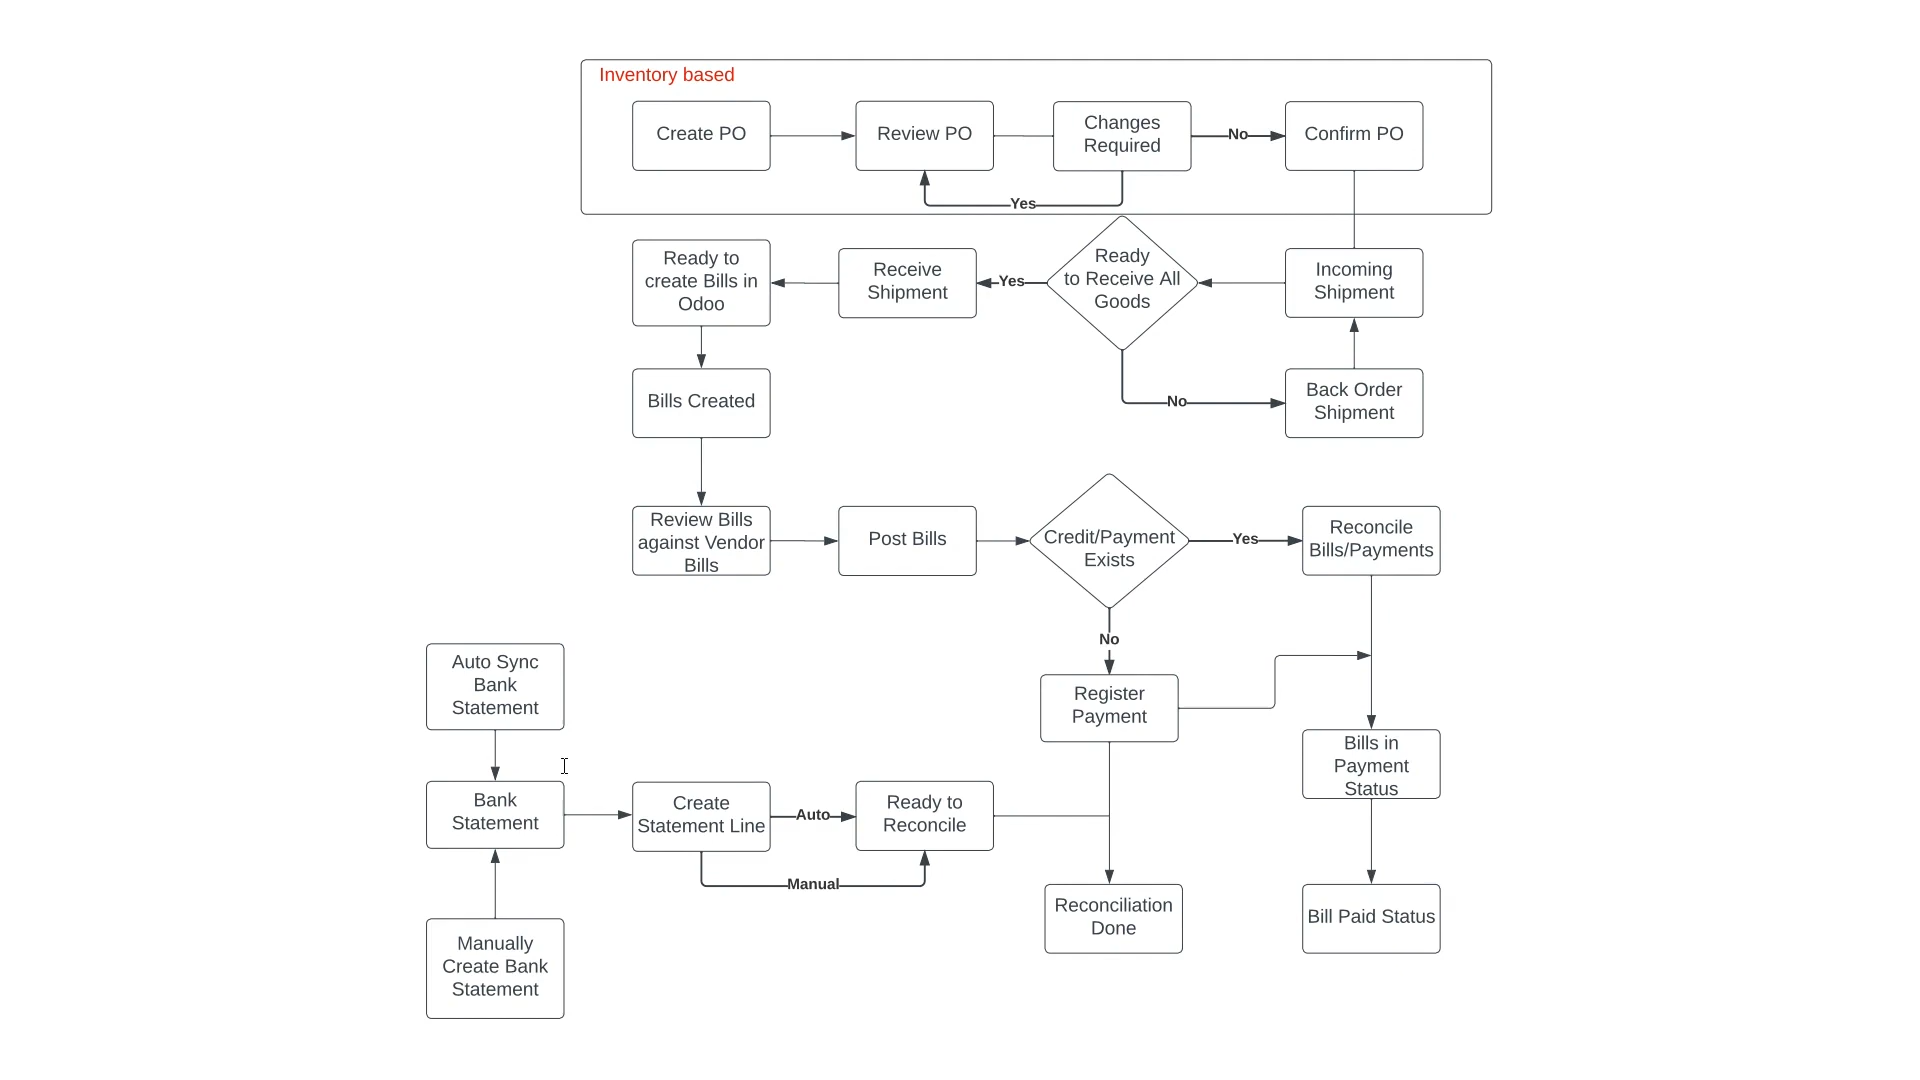 Inventory based
Create PO
Review PO
Changes
Required
No
Confirm PO
Yes
Ready to
create Bills in
Odoo
Receive
Shipment
Yes
Ready
to Receive All
Goods
Incoming
Shipment
Bills Created
No
Back Order
Shipment
Review Bills
against Vendor
Bills
Post Bills
Credit/Payment
Exists
Yes
Reconcile
Bills/Payments
No
Auto Sync
Bank
Statement
Register
Payment
Bills in
Payment
Status
Bank
Statement
Create
Statement Line
Auto
Ready to
Reconcile
Manual
Reconciliation
Done
Bill Paid Status
Manually
Create Bank
Statement